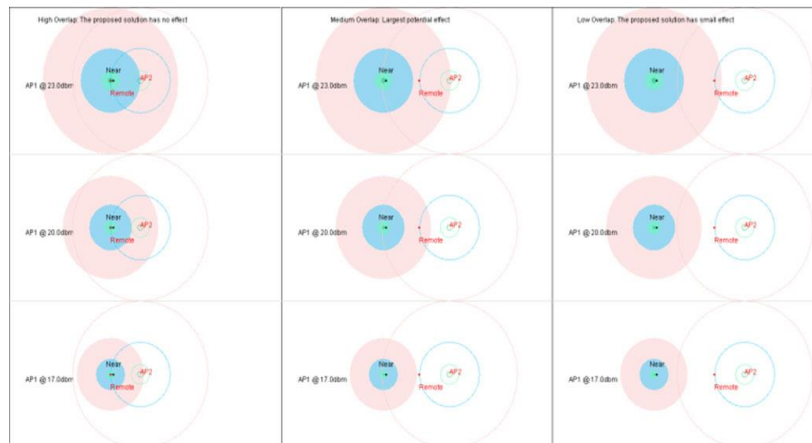 High Overlap: The proposed solution has no effect
Medium Overlap: Largest potential effect
Low Overlap: The proposed solution has small effect
Near
AP2
AP1 @ 23.0dbm
Remote
Near
AP2
AP1 @ 23.0dbm
Remote
Near
AP2
AP1 @ 23.0dbm
Remote
Near
AP2
AP1 @ 20.0dbm
Remote
Near
AP2
AP1 @ 20.0dbm
Remote
Near
AP2
AP1 @ 20.0dbm
Remote
Near
AP2
AP1 @ 17.0dbm
Remote
Near
AP2
AP1 @ 17.0dbm
Remote
Near
AP2
AP1 @ 17.0dbm
Remote